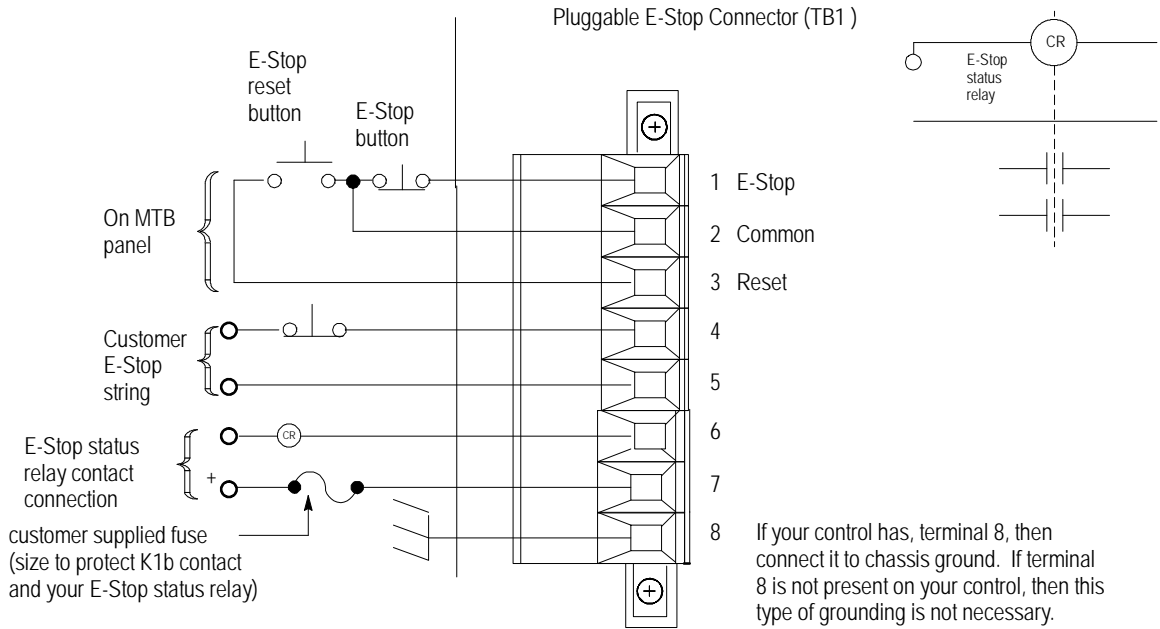 Pluggable E-Stop Connector (TB1 )
CR
E-Stop
status
relay
E-Stop
reset
button
E-Stop
button
On MTB
panel
1 E-Stop
2 Common
3 Reset
Customer
E-Stop
string
4
5
E-Stop status
relay contact
connection
CR
+
6
7
8
customer supplied fuse
(size to protect K1b contact
and your E-Stop status relay)
If your control has, terminal 8, then
connect it to chassis ground. If terminal
8 is not present on your control, then this
type of grounding is not necessary.